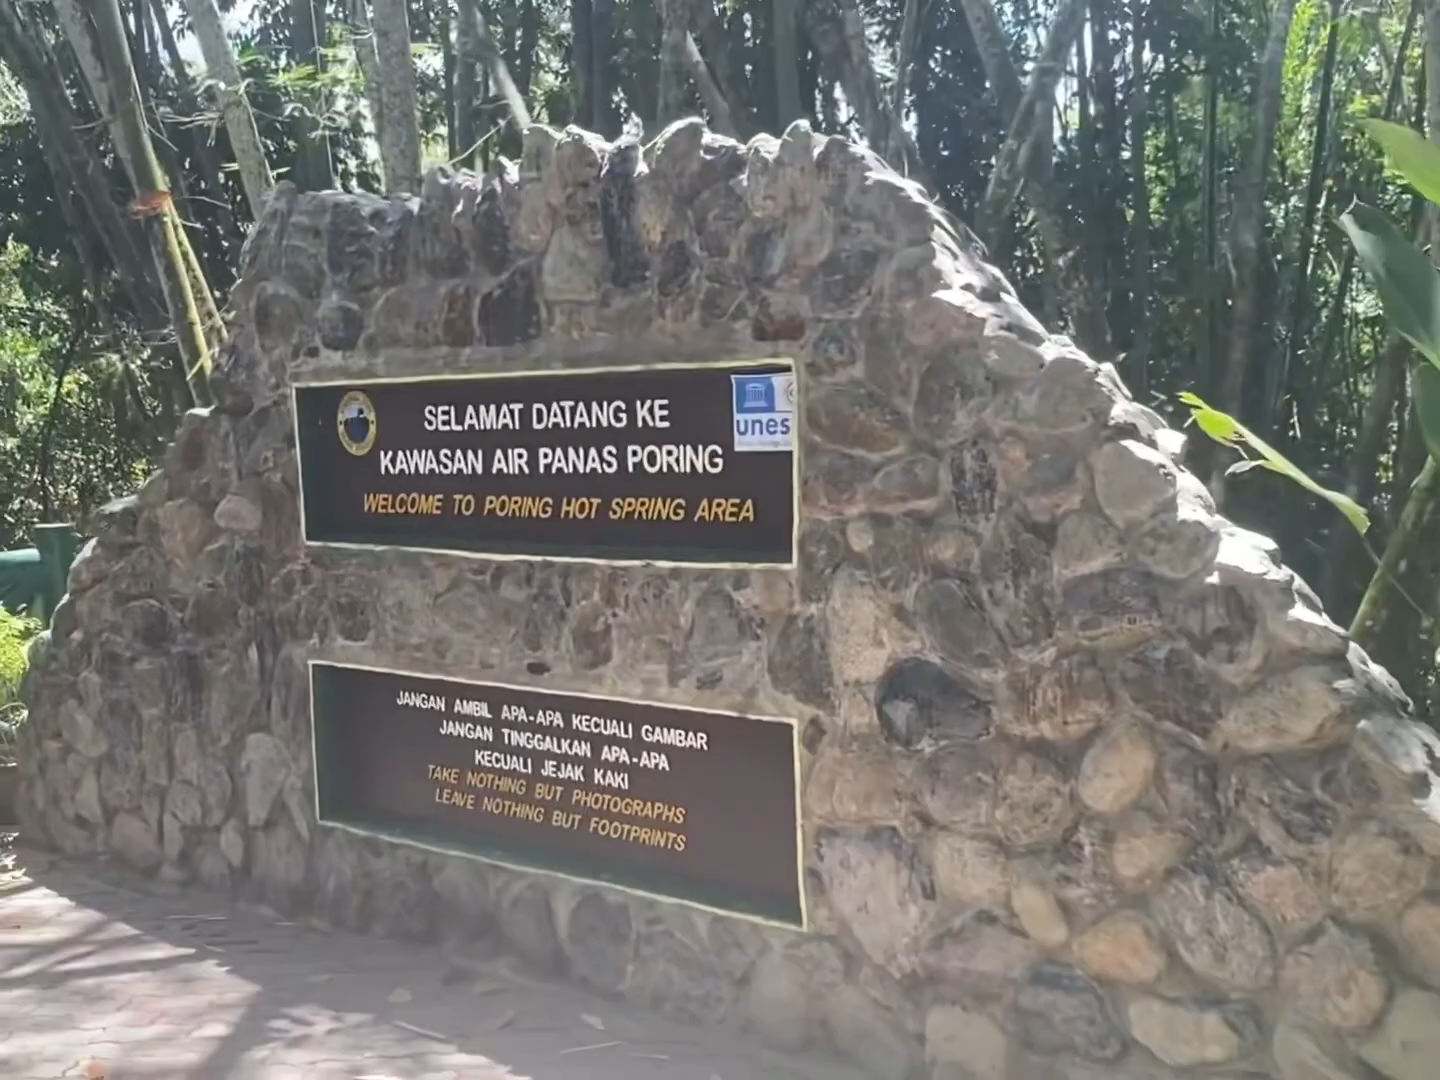 SELAMAT DATANG KE
KAWASAN AIR PANAS PORING
WELCOME TO PORING HOT SPRING AREA
unes
JANGAN AMBIL APA-APA KECUALI GAMBAR
JANGAN TINGGALKAN APA-APA
KECUALI JEJAK KAKI
TAKE NOTHING BUT PHOTOGRAPHS
LEAVE NOTHING BUT FOOTPRINTS